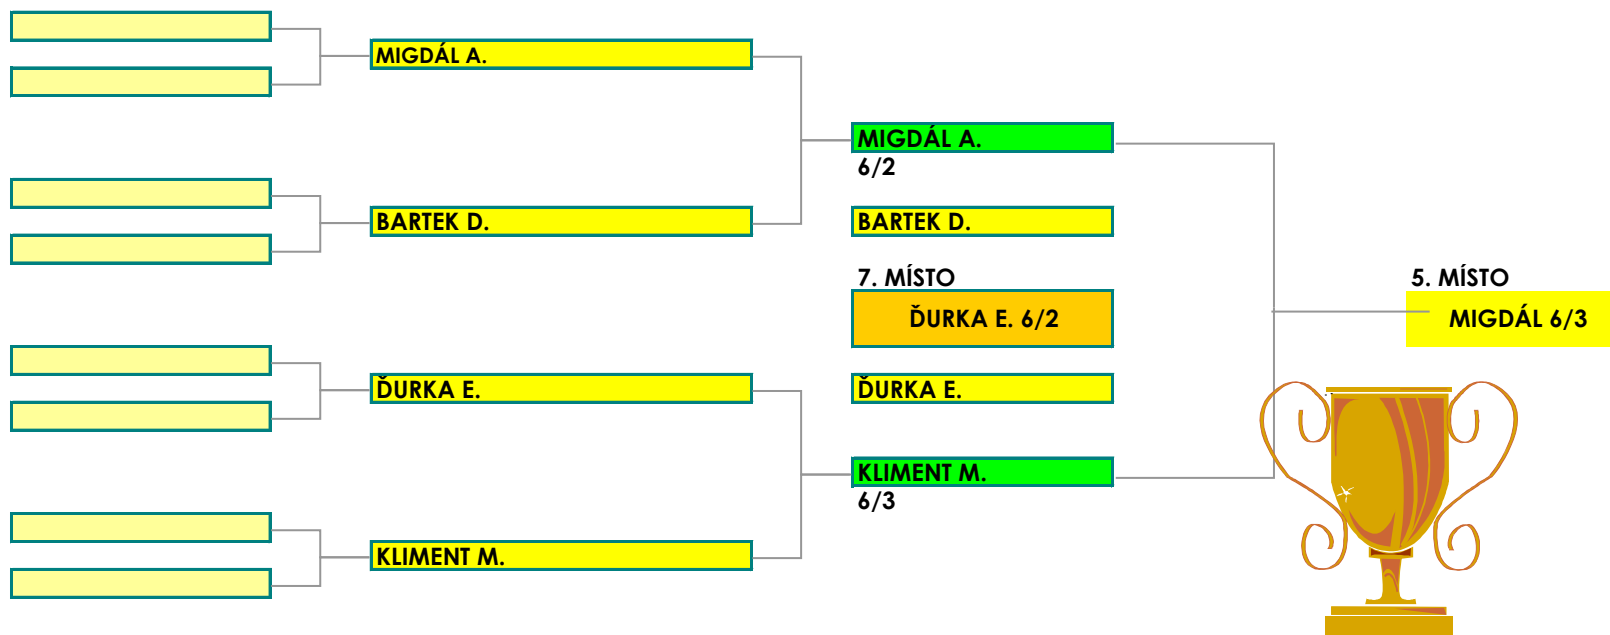 MIGDÁL A.
MIGDÁL A.
6/2
BARTEK D.
BARTEK D.
7. MÍSTO
5. MÍSTO
ĎURKA E. 6/2
MIGDÁL 6/3
ĎURKA E.
ĎURKA E.
KLIMENT M.
6/3
KLIMENT M.